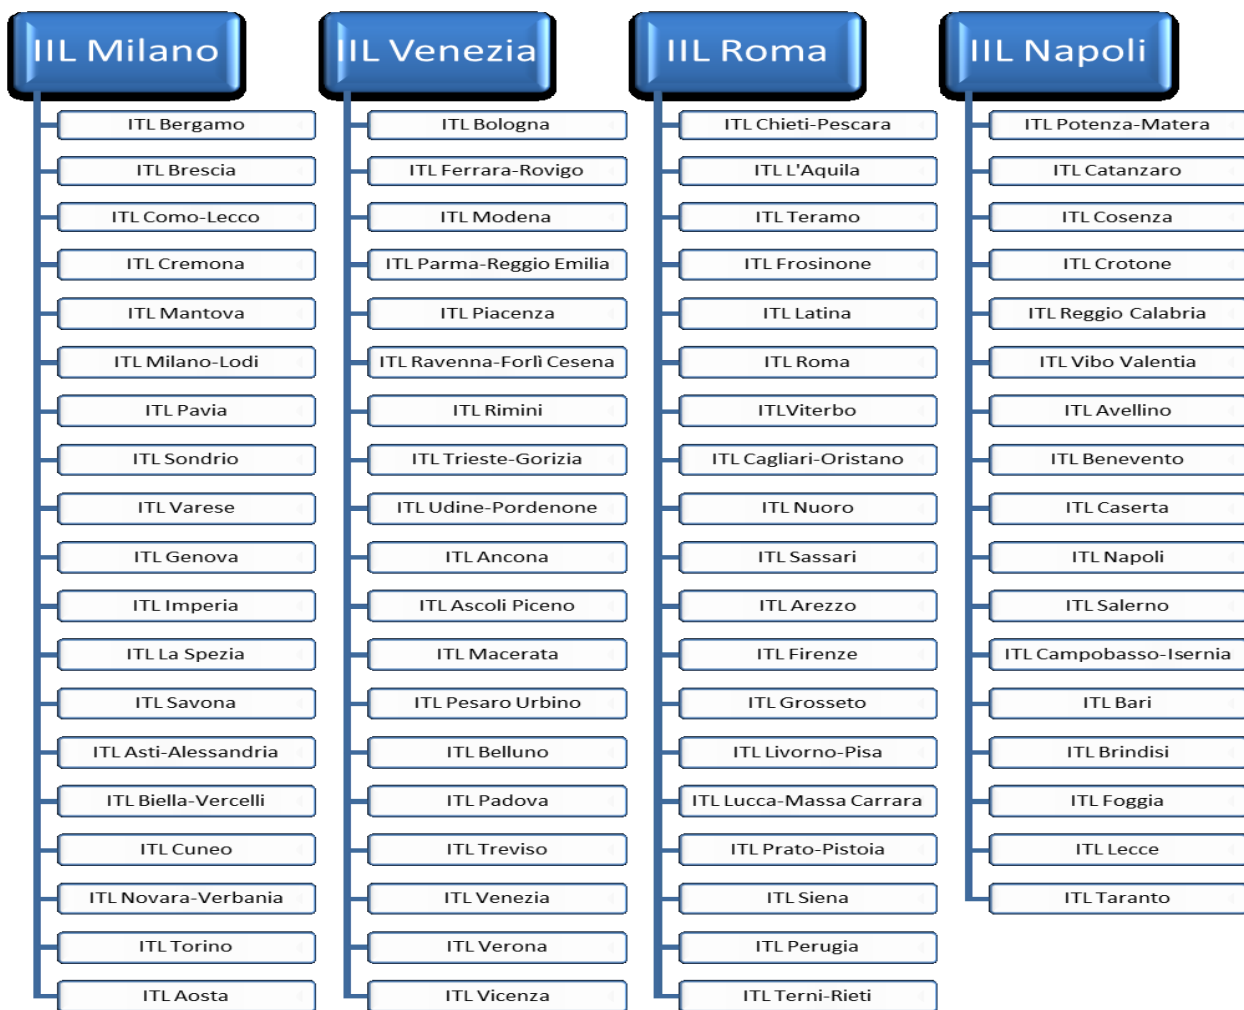 IIL Milano
ITL Bergamo
ITL Brescia
ITL Como-Lecco
ITL Cremona
ITL Mantova
ITL Milano-Lodi
ITL Pavia
ITL Sondrio
ITL Varese
ITL Genova
ITL Imperia
ITL La Spezia
ITL Savona
ITL Asti-Alessandria
ITL Biella-Vercelli
ITL Cuneo
ITL Novara-Verbania
ITL Torino
ITL Aosta
IIL Venezia
ITL Bologna
ITL Ferrara-Rovigo
ITL Modena
ITL Parma-Reggio Emilia
ITL Piacenza
ITL Ravenna-Forlì Cesena
ITL Rimini
ITL Trieste-Gorizia
ITL Udine-Pordenone
ITL Ancona
ITL Ascoli Piceno
ITL Macerata
ITL Pesaro Urbino
ITL Belluno
ITL Padova
ITL Treviso
ITL Venezia
ITL Verona
ITL Vicenza
IIL Roma
ITL Chieti-Pescara
ITL L'Aquila
ITL Teramo
ITL Frosinone
ITL Latina
ITL Roma
ITLViterbo
ITL Cagliari-Oristano
ITL Nuoro
ITL Sassari
ITL Arezzo
ITL Firenze
ITL Grosseto
ITL Livorno-Pisa
ITL Lucca-Massa Carrara
ITL Prato-Pistoia
ITL Siena
ITL Perugia
ITL Terni-Rieti
IIL Napoli
ITL Potenza-Matera
ITL Catanzaro
ITL Cosenza
ITL Crotone
ITL Reggio Calabria
ITL Vibo Valentia
ITL Avellino
ITL Benevento
ITL Caserta
ITL Napoli
ITL Salerno
ITL Campobasso-Isernia
ITL Bari
ITL Brindisi
ITL Foggia
ITL Lecce
ITL Taranto